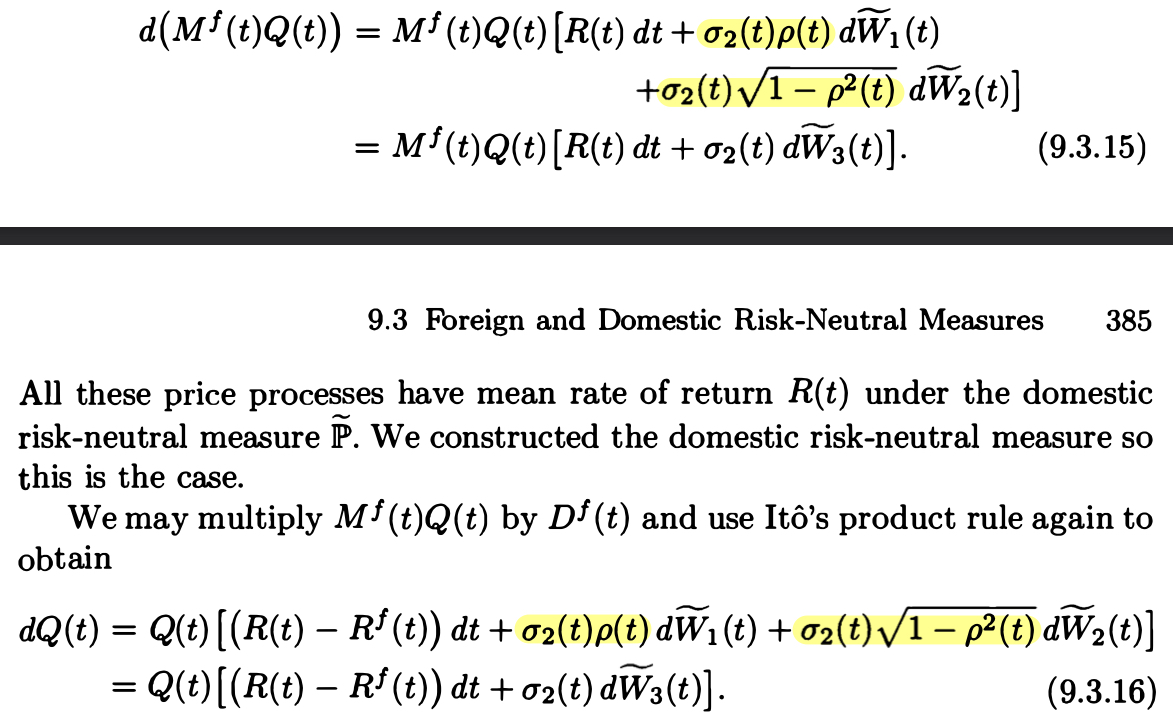 d(M^f(t)Q(t)) = M^f(t)Q(t)[R(t) dt + σ₂(t)ρ(t) dW̃₁(t)
+σ₂(t)√(1 − ρ²(t)) dW̃₂(t)]
= M^f(t)Q(t)[R(t) dt + σ₂(t) dW̃₃(t)]. (9.3.15)
9.3 Foreign and Domestic Risk-Neutral Measures 385
All these price processes have mean rate of return R(t) under the domestic
risk-neutral measure P̃. We constructed the domestic risk-neutral measure so
this is the case.
We may multiply M^f(t)Q(t) by D^f(t) and use Itô's product rule again to
obtain
dQ(t) = Q(t)[(R(t) − R^f(t)) dt + σ₂(t)ρ(t) dW̃₁(t) + σ₂(t)√(1 − ρ²(t)) dW̃₂(t)]
= Q(t)[(R(t) − R^f(t)) dt + σ₂(t) dW̃₃(t)]. (9.3.16)